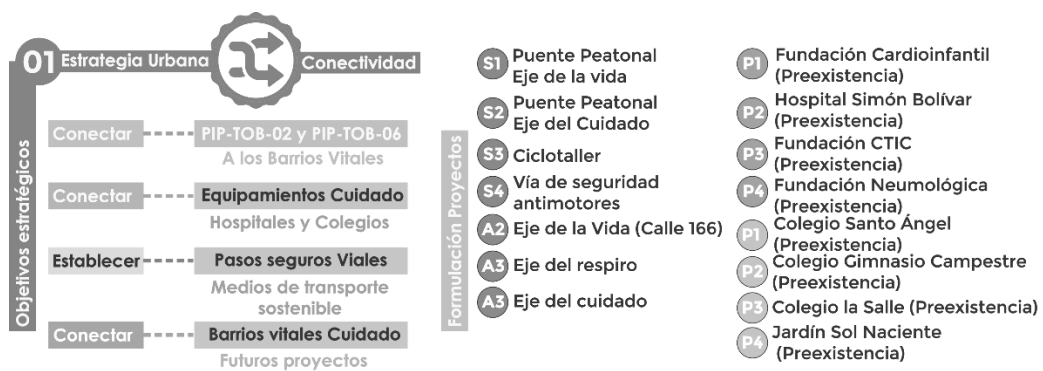 01 Estrategia Urbana Conectividad
Objetivos estratégicos
Conectar PIP-TOB-02 y PIP-TOB-06
A los Barrios Vitales
Conectar Equipamientos Cuidado
Hospitales y Colegios
Establecer Pasos seguros Viales
Medios de transporte
sostenible
Conectar Barrios vitales Cuidado
Futuros proyectos
Formulación Proyectos
S1 Puente Peatonal
Eje de la vida
S2 Puente Peatonal
Eje del Cuidado
S3 Ciclotaller
S4 Vía de seguridad
antimotores
A2 Eje de la Vida (Calle 166)
A3 Eje del respiro
A3 Eje del cuidado
P1 Fundación Cardioinfantil
(Preexistencia)
P2 Hospital Simón Bolívar
(Preexistencia)
P3 Fundación CTIC
(Preexistencia)
P4 Fundación Neumológica
(Preexistencia)
P1 Colegio Santo Ángel
(Preexistencia)
P2 Colegio Gimnasio Campestre
(Preexistencia)
P3 Colegio la Salle (Preexistencia)
P4 Jardín Sol Naciente
(Preexistencia)